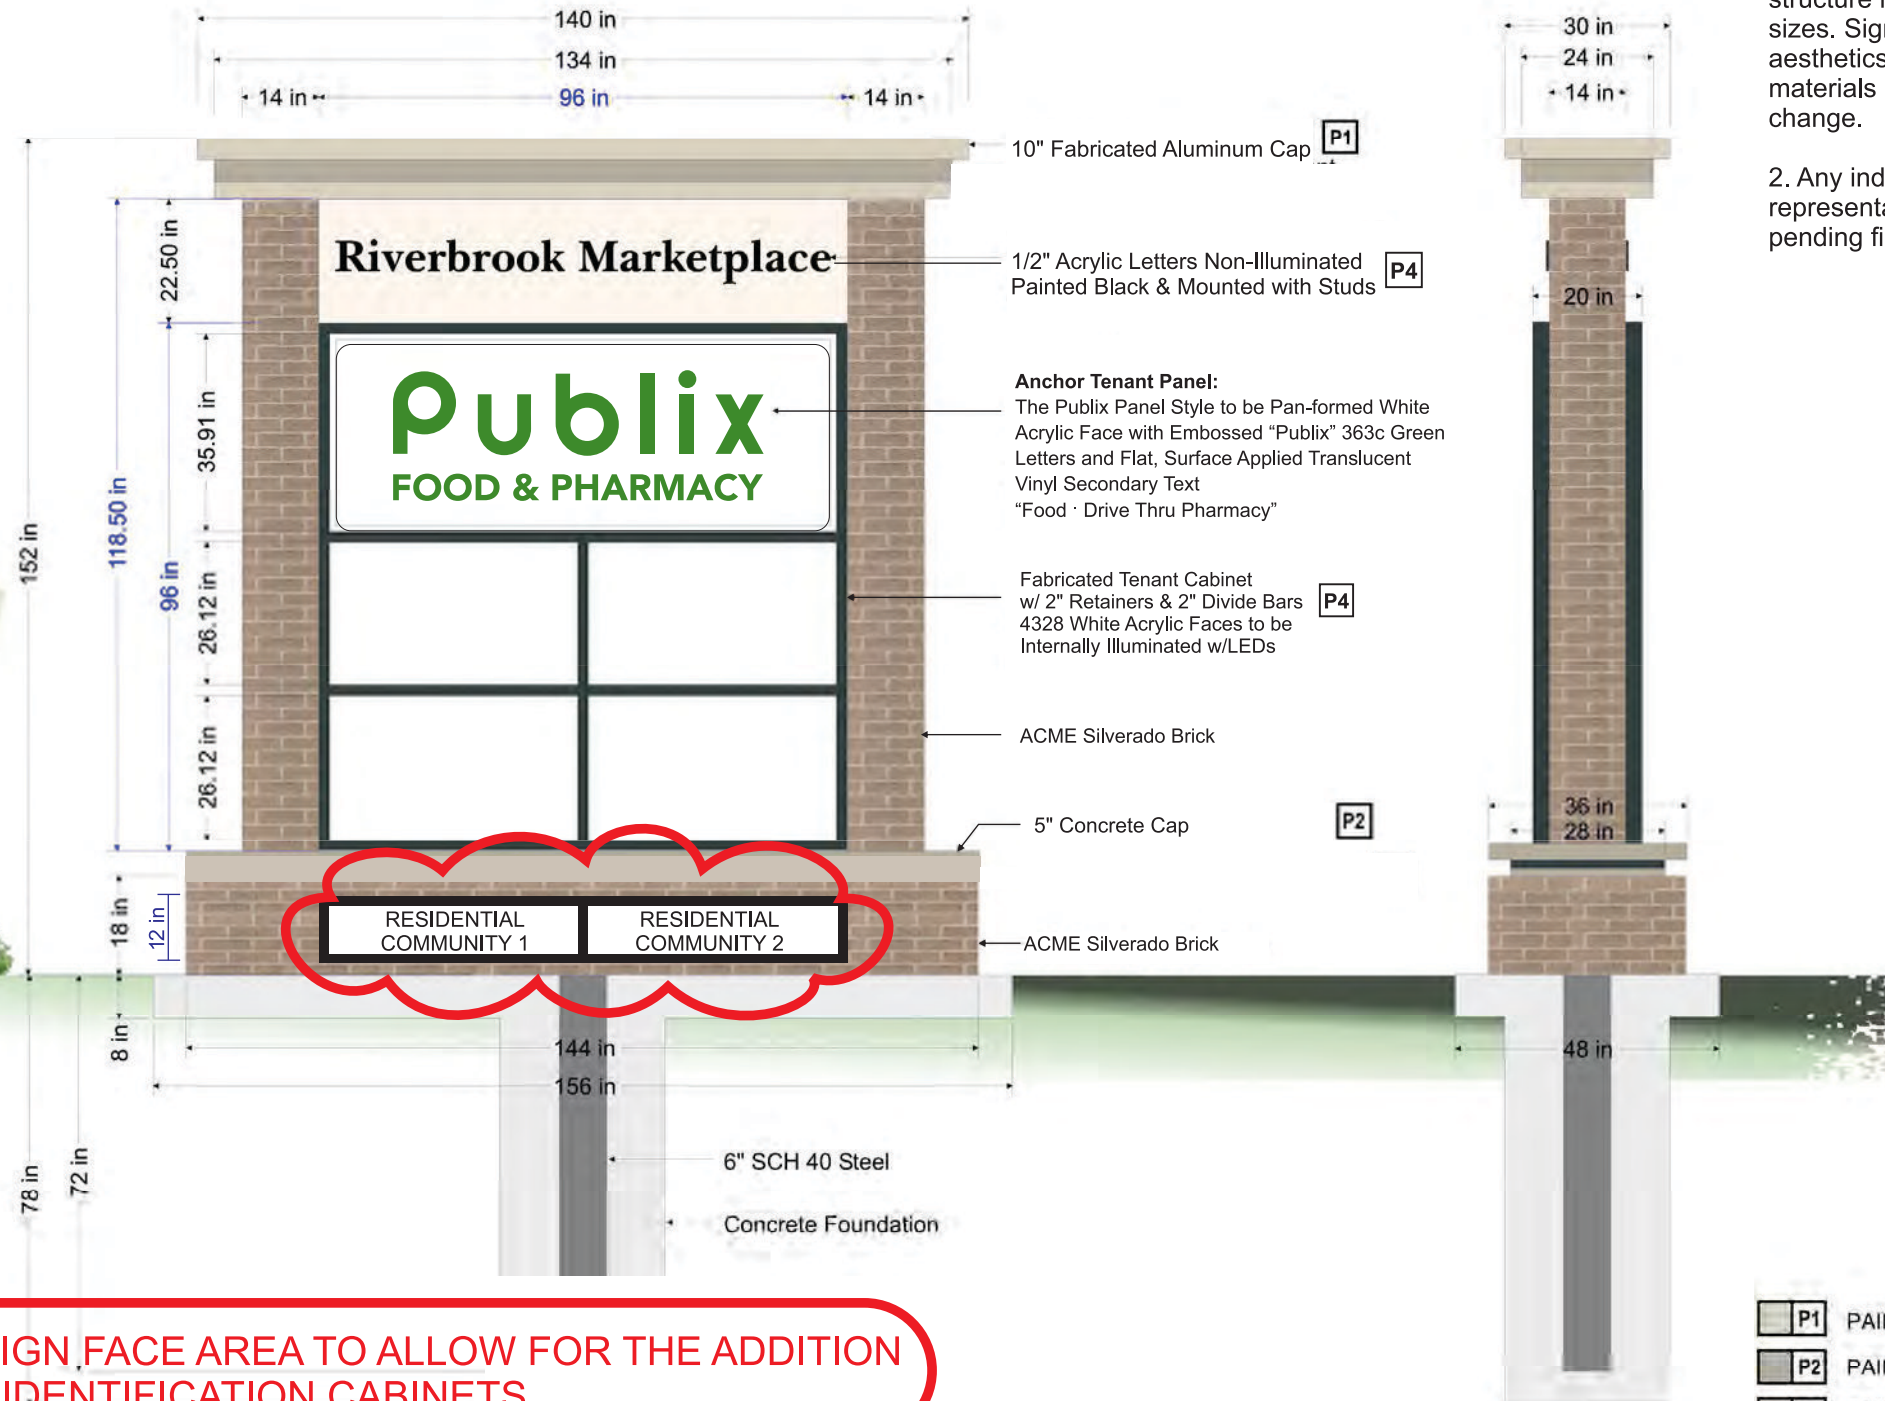 140 in
134 in
14 in
96 in
14 in
30 in
24 in
14 in
sizes.
aesthetics
materials
change.
2. Any
pending
10" Fabricated Aluminum Cap
P1
22.50 in
Riverbrook Marketplace
1/2" Acrylic Letters Non-Illuminated
Painted Black & Mounted with Studs
P4
20 in
Publix
FOOD & PHARMACY
Anchor Tenant Panel:
The Publix Panel Style to be Pan-formed White
Acrylic Face with Embossed “Publix” 363c Green
Letters and Flat, Surface Applied Translucent
Vinyl Secondary Text
“Food · Drive Thru Pharmacy”
35.91 in
118.50 in
152 in
96 in
26.12 in
Fabricated Tenant Cabinet
w/ 2" Retainers & 2" Divide Bars
4328 White Acrylic Faces to be
Internally Illuminated w/LEDs
P4
26.12 in
ACME Silverado Brick
5" Concrete Cap
P2
36 in
28 in
18 in
12 in
RESIDENTIAL
COMMUNITY 1
RESIDENTIAL
COMMUNITY 2
ACME Silverado Brick
8 in
144 in
156 in
48 in
78 in
72 in
6" SCH 40 Steel
Concrete Foundation
IGN FACE AREA TO ALLOW FOR THE ADDITION
IDENTIFICATION CABINETS
P1
P2